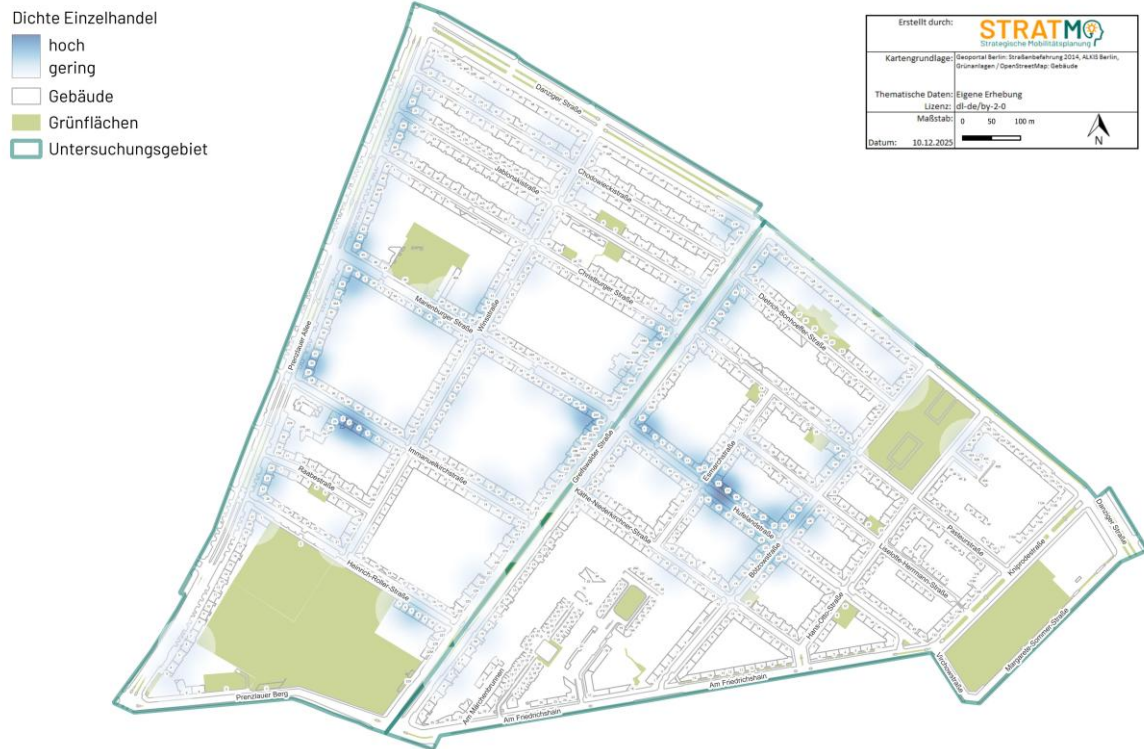 Dichte Einzelhandel
hoch
gering
Gebäude
Grünflächen
Untersuchungsgebiet
Erstellt durch:
STRATMO
Strategische Mobilitätsplanung
Kartengrundlage:
Geoportal Berlin: Straßenbefahrung 2014, ALKIS Berlin,
Grünanlagen / OpenStreetMap: Gebäude
Thematische Daten: Eigene Erhebung
Lizenz: dl-de/by-2-0
Maßstab:
0 50 100 m
N
Datum: 10.12.2025
Danziger Straße
Chodowieckistraße
Jablonskistraße
Christburger Straße
Marienburger Straße
Winsstraße
Prenzlauer Allee
Dietrich-Bonhoeffer-Straße
Immanuelkirchstraße
Greifswalder Straße
Esmarchstraße
Raabestraße
Käthe-Niederkirchner-Straße
Hufelandstraße
Bötzowstraße
Pasteurstraße
Danziger Straße
Liselotte-Herrmann-Straße
Kniprodestraße
Heinrich-Roller-Straße
Hans-Otto-Straße
Margarete-Sommer-Straße
Virchowstraße
Am Friedrichshain
Am Märchenbrunnen
Prenzlauer Berg
Am Friedrichshain